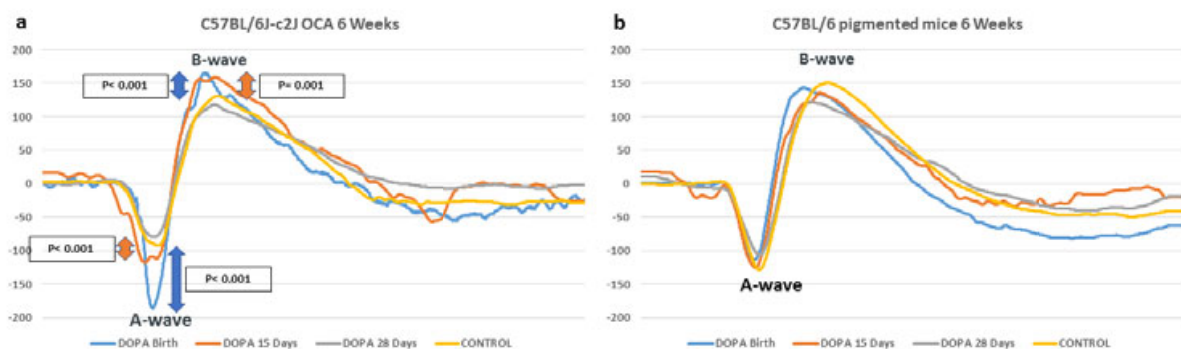 a
C57BL/6J-c2J OCA 6 Weeks
200
150
100
50
0
-50
-100
-150
-200
B-wave
P< 0.001
P= 0.001
P< 0.001
P< 0.001
A-wave
DOPA Birth DOPA 15 Days DOPA 28 Days CONTROL
b
C57BL/6 pigmented mice 6 Weeks
200
150
100
50
0
-50
-100
-150
-200
B-wave
A-wave
DOPA Birth DOPA 15 Days DOPA 28 Days CONTROL